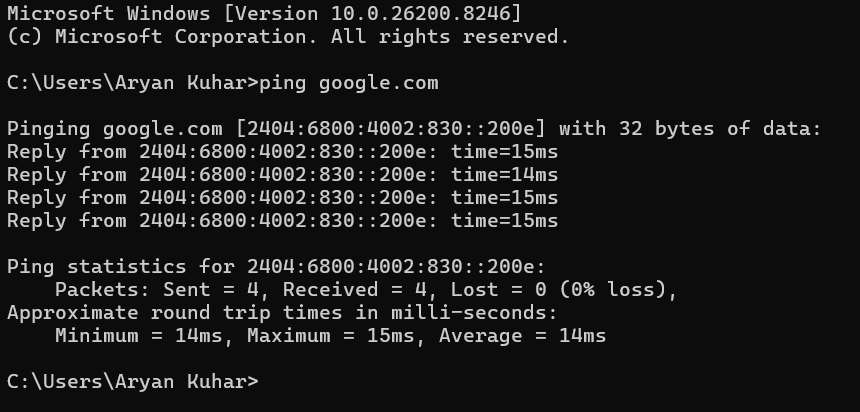 Microsoft Windows [Version 10.0.26200.8246]
(c) Microsoft Corporation. All rights reserved.
C:\Users\Aryan Kuhar>ping google.com
Pinging google.com [2404:6800:4002:830::200e] with 32 bytes of data:
Reply from 2404:6800:4002:830::200e: time=15ms
Reply from 2404:6800:4002:830::200e: time=14ms
Reply from 2404:6800:4002:830::200e: time=15ms
Reply from 2404:6800:4002:830::200e: time=15ms
Ping statistics for 2404:6800:4002:830::200e:
    Packets: Sent = 4, Received = 4, Lost = 0 (0% loss),
Approximate round trip times in milli-seconds:
    Minimum = 14ms, Maximum = 15ms, Average = 14ms
C:\Users\Aryan Kuhar>